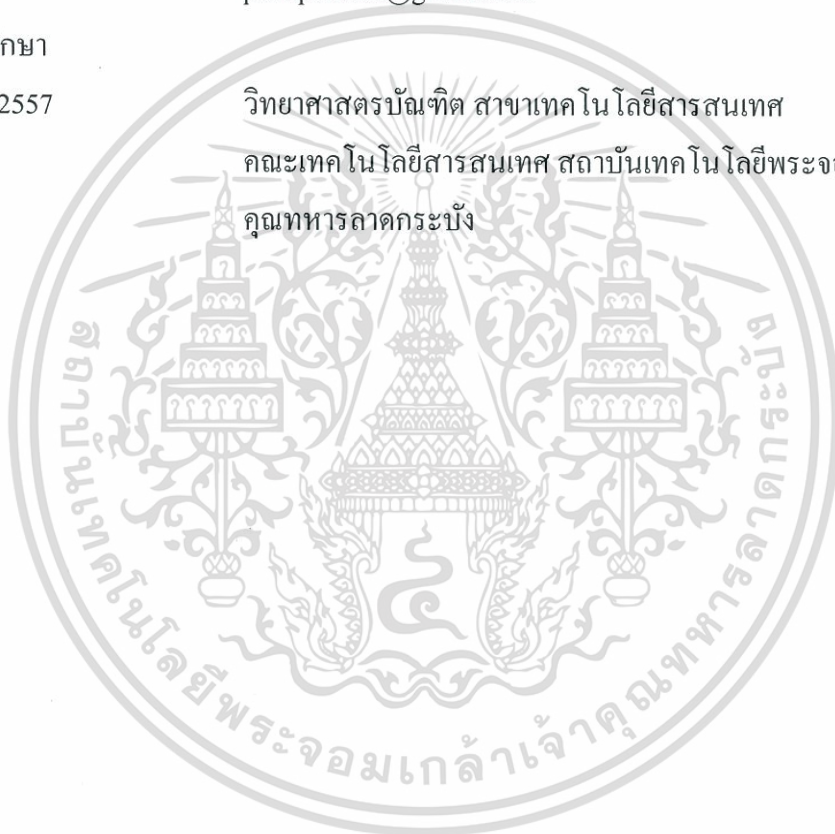 กษา
2557 วิทยาศาสตรบัณฑิต สาขาเทคโนโลยีสารสนเทศ
คณะเทคโนโลยีสารสนเทศ สถาบันเทคโนโลยีพระจอ
คุณทหารลาดกระบัง
สถาบันเทคโนโลยีพระจอมเกล้าเจ้าคุณทหารลาดกระบัง